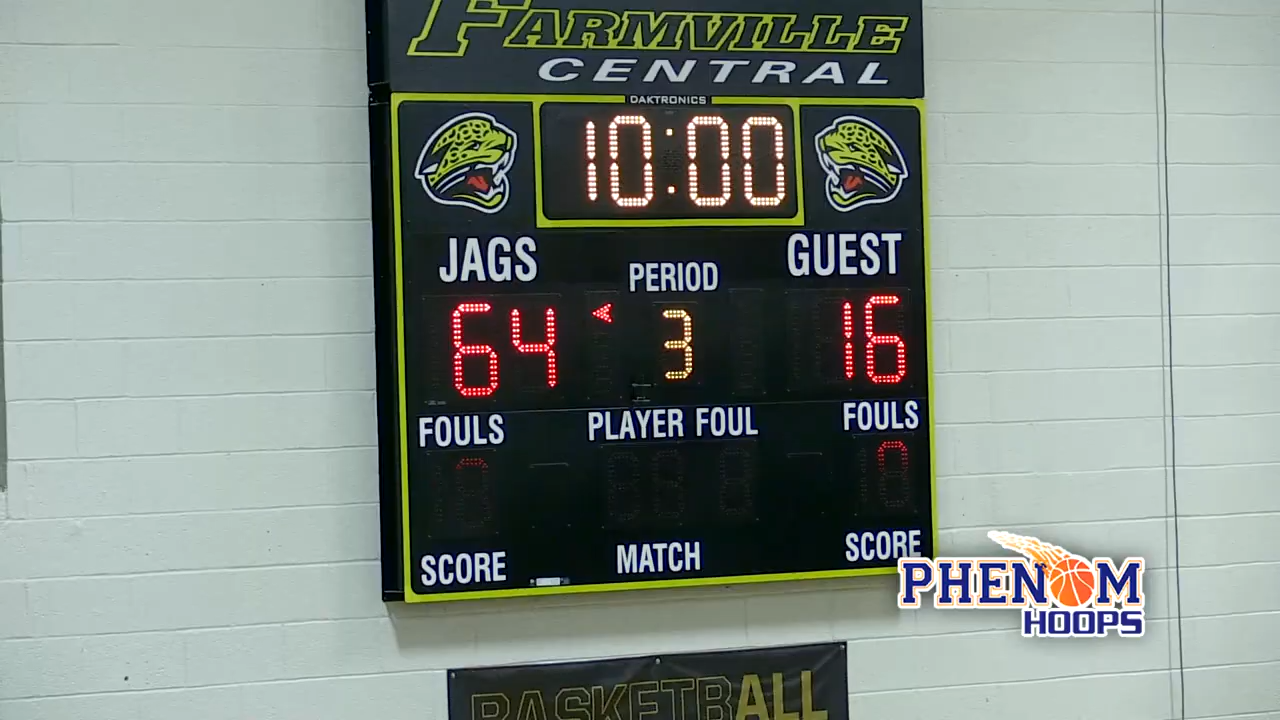 FARMVILLE
CENTRAL
DAKTRONICS
10:00
JAGS
PERIOD
GUEST
64
3
16
FOULS
PLAYER FOUL
FOULS
SCORE
MATCH
SCORE
PHENOM
HOOPS
BASKETBALL